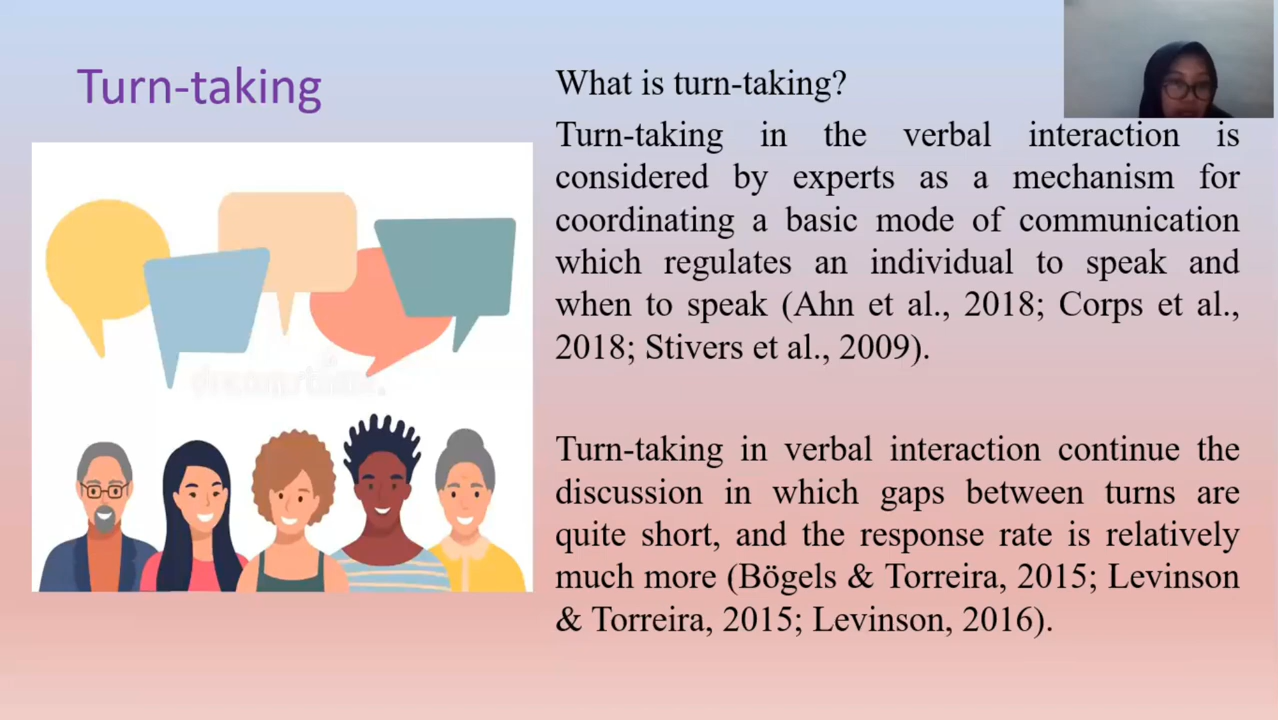 Turn-taking
What is turn-taking?
Turn-taking in the verbal interaction is
considered by experts as a mechanism for
coordinating a basic mode of communication
which regulates an individual to speak and
when to speak (Ahn et al., 2018; Corps et al.,
2018; Stivers et al., 2009).
Turn-taking in verbal interaction continue the
discussion in which gaps between turns are
quite short, and the response rate is relatively
much more (Bögels & Torreira, 2015; Levinson
& Torreira, 2015; Levinson, 2016).